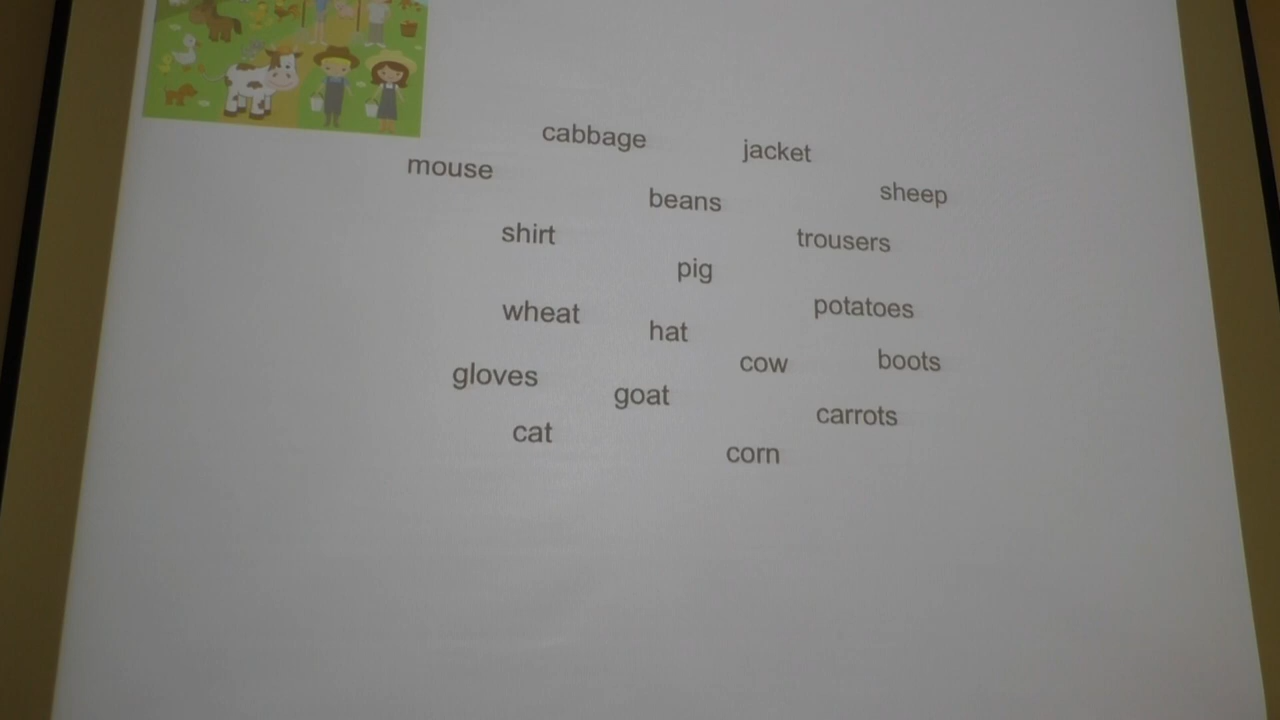 cabbage
jacket
mouse
sheep
beans
shirt
trousers
pig
potatoes
wheat
hat
cow
boots
gloves
goat
carrots
cat
corn